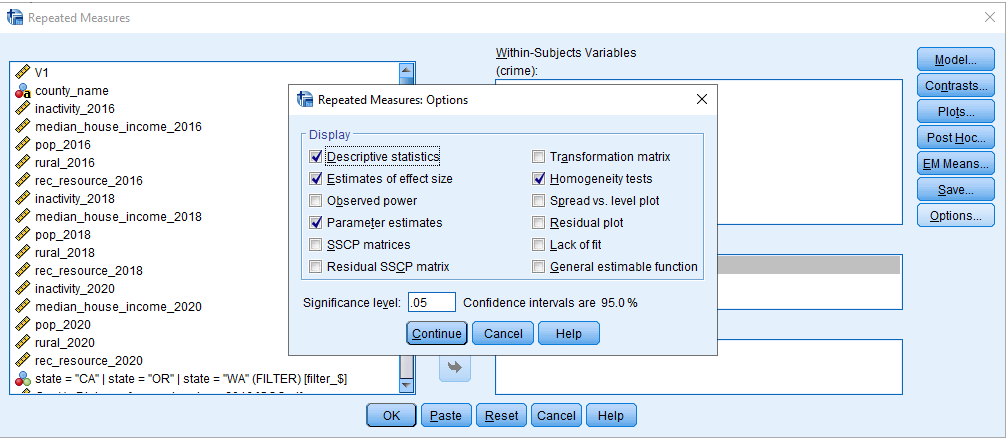 Repeated Measures
Within-Subjects Variables
(crime):
V1
county_name
inactivity_2016
median_house_income_2016
pop_2016
rural_2016
rec_resource_2016
inactivity_2018
median_house_income_2018
pop_2018
rural_2018
rec_resource_2018
inactivity_2020
median_house_income_2020
pop_2020
rural_2020
rec_resource_2020
state = "CA" | state = "OR" | state = "WA" (FILTER) [filter_$]
Repeated Measures: Options
Display
Descriptive statistics
Estimates of effect size
Observed power
Parameter estimates
SSCP matrices
Residual SSCP matrix
Transformation matrix
Homogeneity tests
Spread vs. level plot
Residual plot
Lack of fit
General estimable function
Significance level: .05 Confidence intervals are 95.0 %
Continue Cancel Help
Model...
Contrasts...
Plots...
Post Hoc...
EM Means...
Save...
Options...
OK Paste Reset Cancel Help